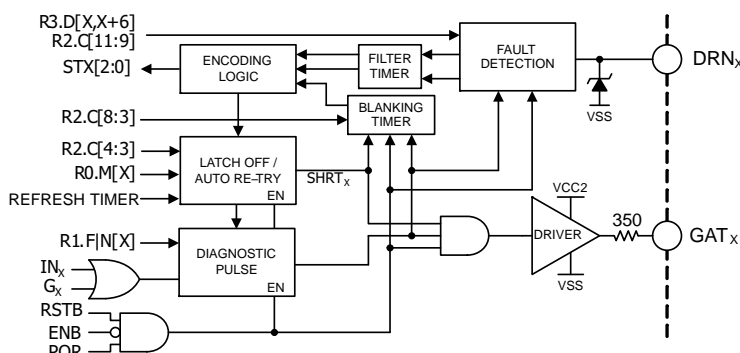 R3.D[X,X+6]
R2.C[11:9]
STX[2:0]
ENCODING
LOGIC
FILTER
TIMER
FAULT
DETECTION
DRNX
VSS
R2.C[8:3]
BLANKING
TIMER
R2.C[4:3]
R0.M[X]
REFRESH TIMER
LATCH OFF /
AUTO RE-TRY
EN
SHRTX
VCC2
350
GATX
DRIVER
VSS
R1.F|N[X]
DIAGNOSTIC
PULSE
EN
INX
GX
RSTB
ENB
POR